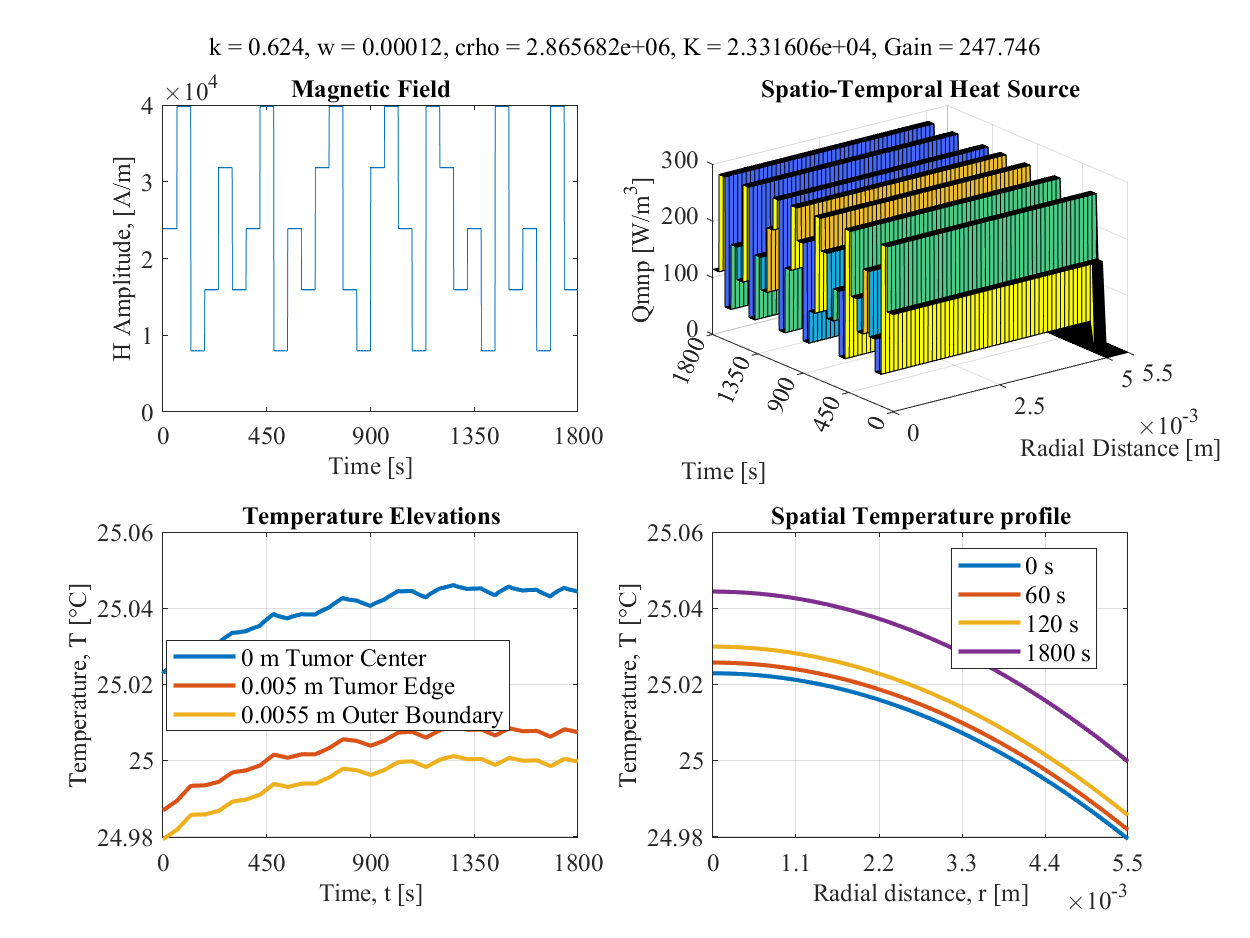 k = 0.624, w = 0.00012, crho = 2.865682e+06, K = 2.331606e+04, Gain = 247.746
Magnetic Field
×10^4
4
3
2
1
0
H Amplitude, [A/m]
0 450 900 1350 1800
Time [s]
Spatio-Temporal Heat Source
300
200
100
0
Qmnp [W/m^3]
1800 1350 900 450 0
Time [s]
0 2.5 5 5.5
×10^-3
Radial Distance [m]
Temperature Elevations
25.06
25.04
25.02
25
24.98
Temperature, T [°C]
0 m Tumor Center
0.005 m Tumor Edge
0.0055 m Outer Boundary
0 450 900 1350 1800
Time, t [s]
Spatial Temperature profile
25.06
25.04
25.02
25
24.98
Temperature, T [°C]
0 s
60 s
120 s
1800 s
0 1.1 2.2 3.3 4.4 5.5
Radial distance, r [m]
×10^-3